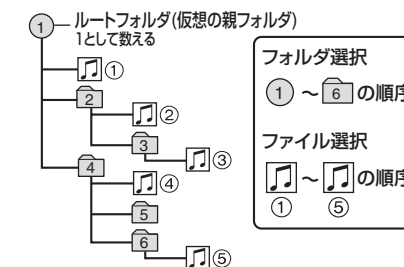 1 ルートフォルダ(仮想の親フォルダ)
1として数える
①
2
②
3
③
4
④
5
6
⑤
フォルダ選択
1 ～ 6 の順序
ファイル選択
～ の順序
① ⑤